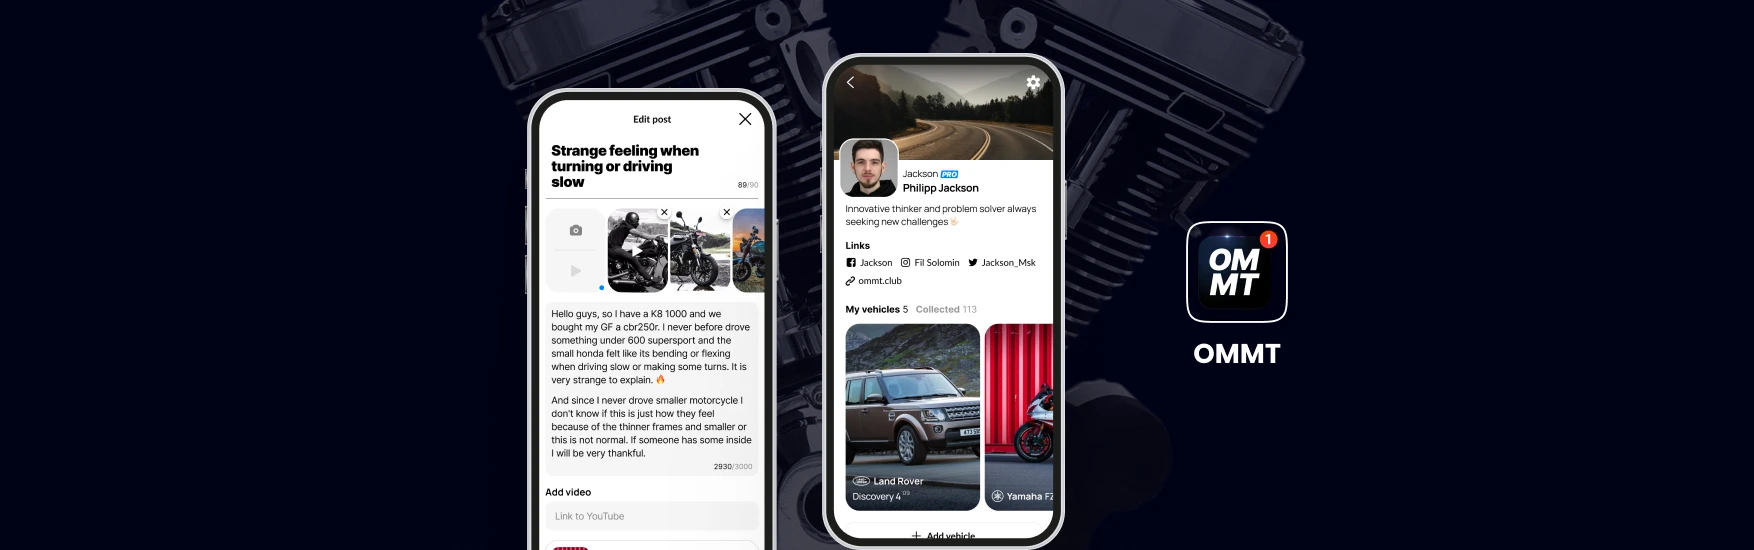 Edit post
Strange feeling when
turning or driving
slow
89/90
Hello guys, so I have a K8 1000 and we
bought my GF a cbr250r. I never before drove
something under 600 supersport and the
small honda felt like its bending or flexing
when driving slow or making some turns. It is
very strange to explain. 🔥
And since I never drove smaller motorcycle I
don't know if this is just how they feel
because of the thinner frames and smaller or
this is not normal. If someone has some inside
I will be very thankful.
2930/3000
Add video
Link to YouTube
Jackson PRO
Philipp Jackson
Innovative thinker and problem solver always
seeking new challenges
Links
Jackson Fil Solomin Jackson_Msk
ommt.club
My vehicles 5 Collected 113
Land Rover
Discovery 4
Yamaha FZ
+ Add vehicle
OM
MT
1
OMMT